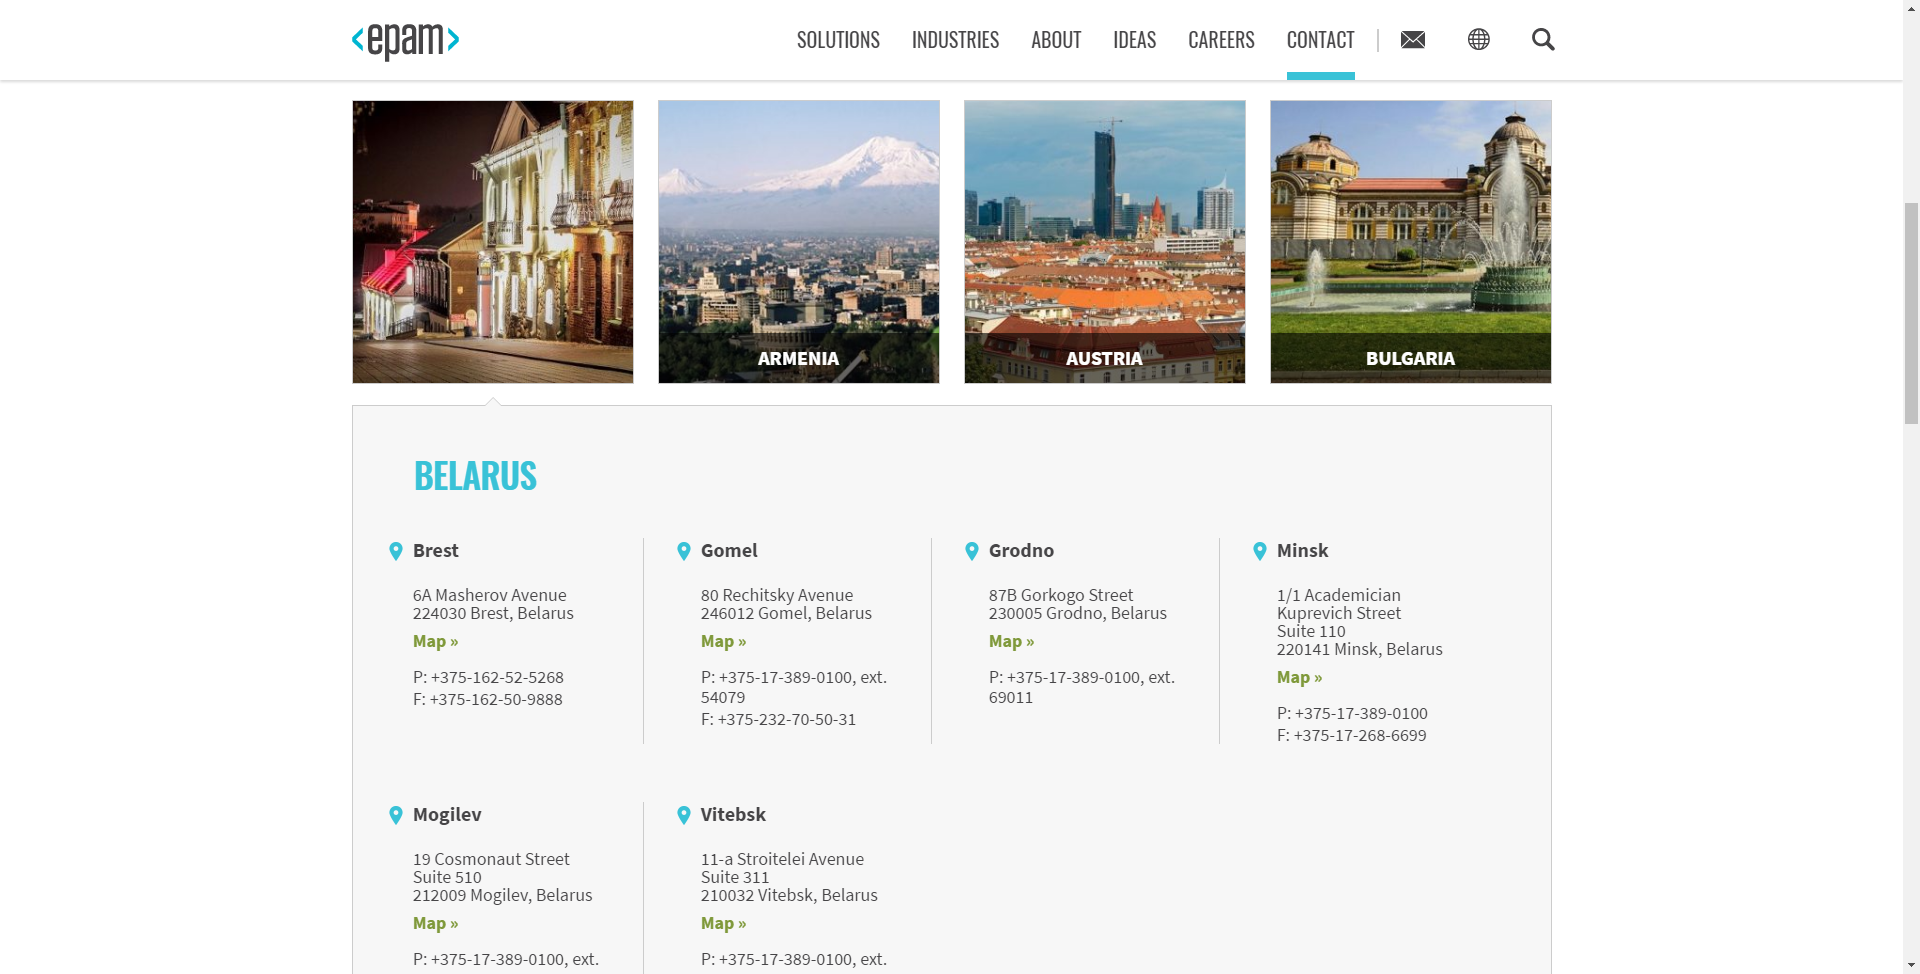 <epam>
SOLUTIONS INDUSTRIES ABOUT IDEAS CAREERS CONTACT
ARMENIA
AUSTRIA
BULGARIA
BELARUS
Brest
6A Masherov Avenue
224030 Brest, Belarus
Map »
P: +375-162-52-5268
F: +375-162-50-9888
Gomel
80 Rechitsky Avenue
246012 Gomel, Belarus
Map »
P: +375-17-389-0100, ext.
54079
F: +375-232-70-50-31
Grodno
87B Gorkogo Street
230005 Grodno, Belarus
Map »
P: +375-17-389-0100, ext.
69011
Minsk
1/1 Academician
Kuprevich Street
Suite 110
220141 Minsk, Belarus
Map »
P: +375-17-389-0100
F: +375-17-268-6699
Mogilev
19 Cosmonaut Street
Suite 510
212009 Mogilev, Belarus
Map »
P: +375-17-389-0100, ext.
Vitebsk
11-a Stroitelei Avenue
Suite 311
210032 Vitebsk, Belarus
Map »
P: +375-17-389-0100, ext.